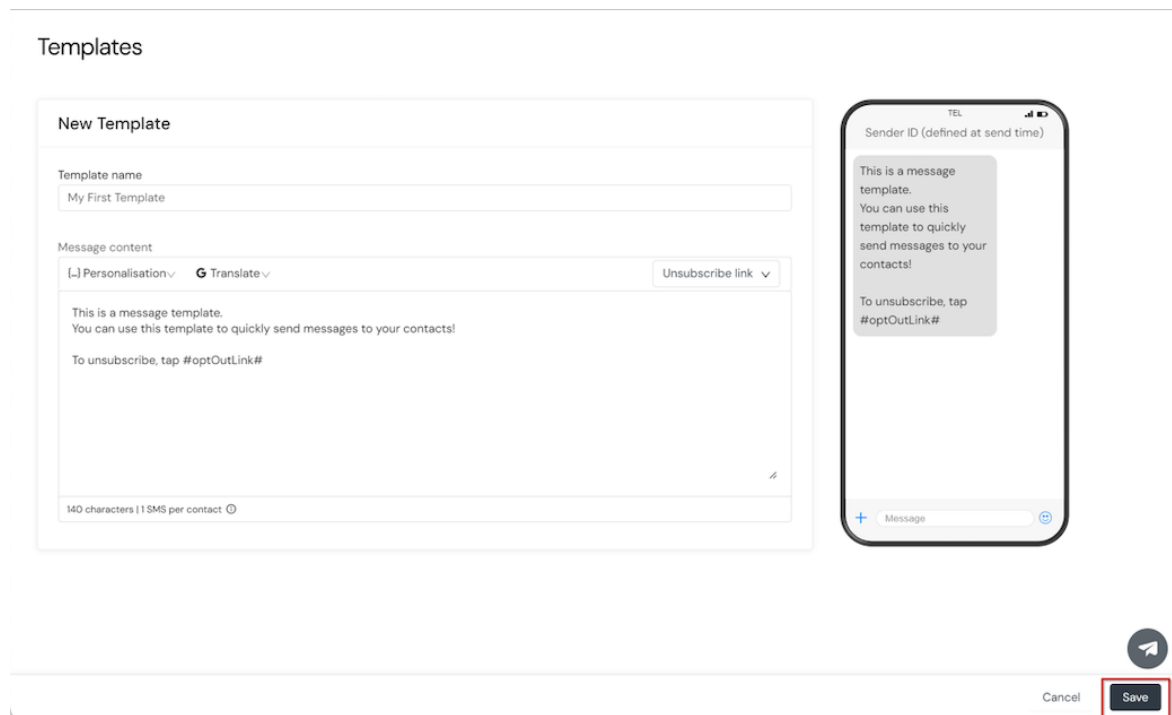 Templates
New Template
Template name
My First Template
Message content
{...} Personalisation
G Translate
Unsubscribe link
This is a message template.
You can use this template to quickly send messages to your contacts!
To unsubscribe, tap #optOutLink#
140 characters | 1 SMS per contact
TEL
Sender ID (defined at send time)
This is a message
template.
You can use this
template to quickly
send messages to your
contacts!
To unsubscribe, tap
#optOutLink#
Message
Cancel
Save